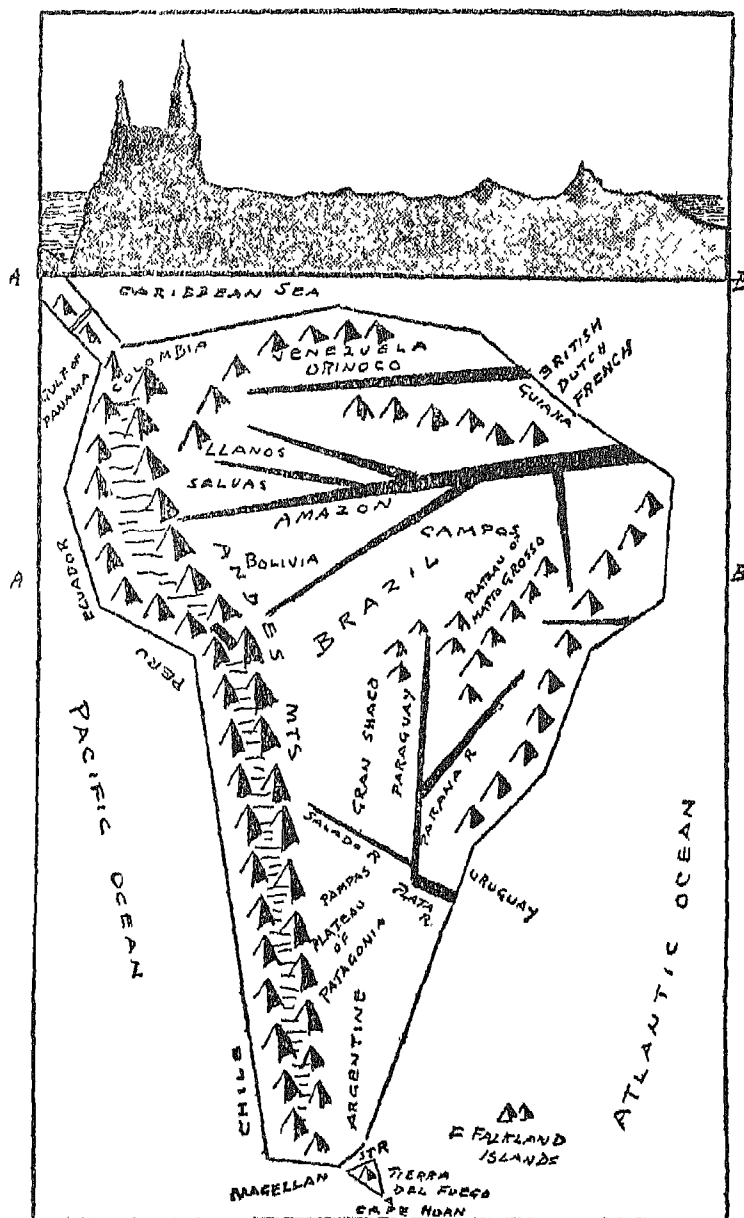 A
B
CARIBBEAN SEA
GULF OF
PANAMA
COLOMBIA
VENEZUELA
ORINOCO
BRITISH
DUTCH
FRENCH
GUIANA
LLANOS
SALVAS
AMAZON
CAMPOS
A
B
ECUADOR
ANDES
MTS
BOLIVIA
BRAZIL
PLATEAU OF
MATTO GROSSO
PERU
GRAN SHACO
PARAGUAY
PARANA R
PACIFIC OCEAN
SALADO R
PLATA
R.
URUGUAY
PAMPAS
PLATEAU
OF
PATAGONIA
ARGENTINE
CHILE
ATLANTIC OCEAN
E FALKLAND
ISLANDS
STR
MAGELLAN
TIERRA
DEL FUEGO
CAPE HORN